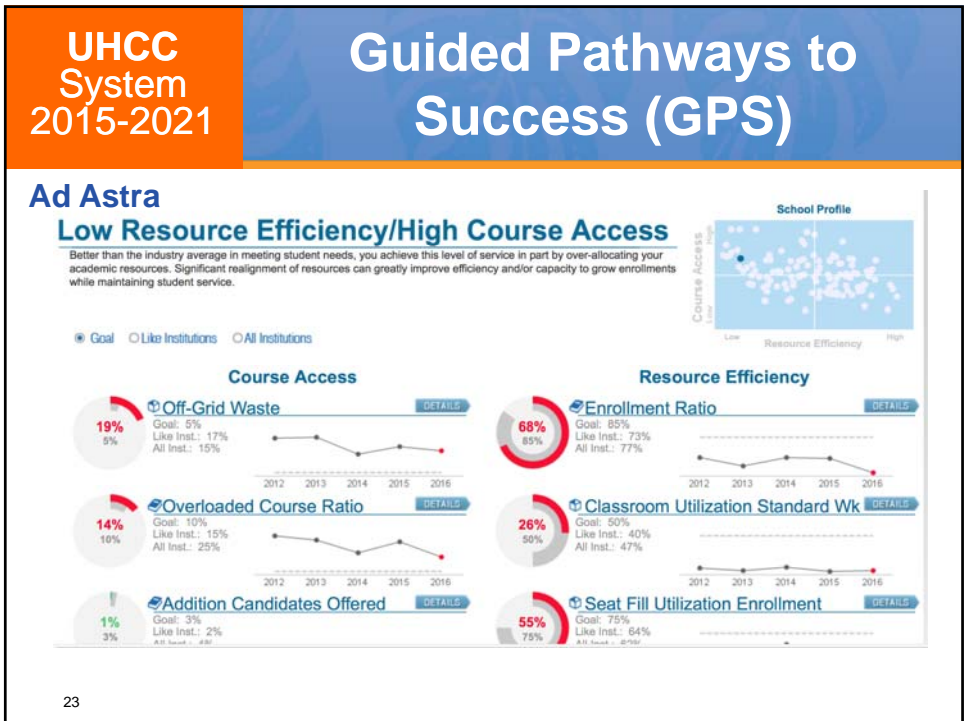 UHCC
System
2015-2021
Guided Pathways to
Success (GPS)
Ad Astra
Low Resource Efficiency/High Course Access
Better than the industry average in meeting student needs, you achieve this level of service in part by over-allocating your
academic resources. Significant realignment of resources can greatly improve efficiency and/or capacity to grow enrollments
while maintaining student service.
School Profile
Course Access
High
Low
Low
Resource Efficiency
High
Goal
Like Institutions
All Institutions
Course Access
19%
5%
Off-Grid Waste
DETAILS
Goal: 5%
Like Inst.: 17%
All Inst.: 15%
2012 2013 2014 2015 2016
14%
10%
Overloaded Course Ratio
DETAILS
Goal: 10%
Like Inst.: 15%
All Inst.: 25%
2012 2013 2014 2015 2016
1%
3%
Addition Candidates Offered
DETAILS
Goal: 3%
Like Inst.: 2%
All Inst.: 4%
Resource Efficiency
68%
85%
Enrollment Ratio
DETAILS
Goal: 85%
Like Inst.: 73%
All Inst.: 77%
2012 2013 2014 2015 2016
26%
50%
Classroom Utilization Standard Wk
DETAILS
Goal: 50%
Like Inst.: 40%
All Inst.: 47%
2012 2013 2014 2015 2016
55%
75%
Seat Fill Utilization Enrollment
DETAILS
Goal: 75%
Like Inst.: 64%
All Inst.:
23